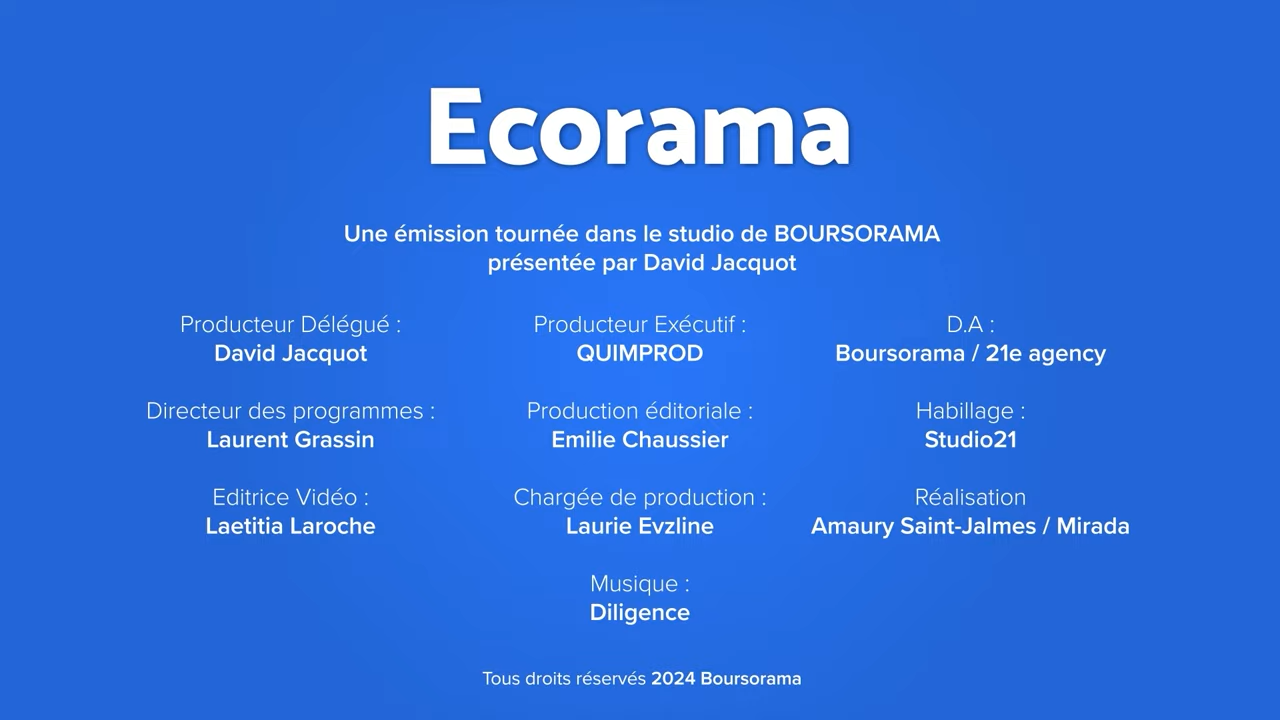 Ecorama
Une émission tournée dans le studio de BOURSORAMA
présentée par David Jacquot
Producteur Délégué :
David Jacquot
Producteur Exécutif :
QUIMPROD
D.A :
Boursorama / 21e agency
Directeur des programmes :
Laurent Grassin
Production éditoriale :
Emilie Chaussier
Habillage :
Studio21
Editrice Vidéo :
Laetitia Laroche
Chargée de production :
Laurie Evzline
Réalisation
Amaury Saint-Jalmes / Mirada
Musique :
Diligence
Tous droits réservés 2024 Boursorama